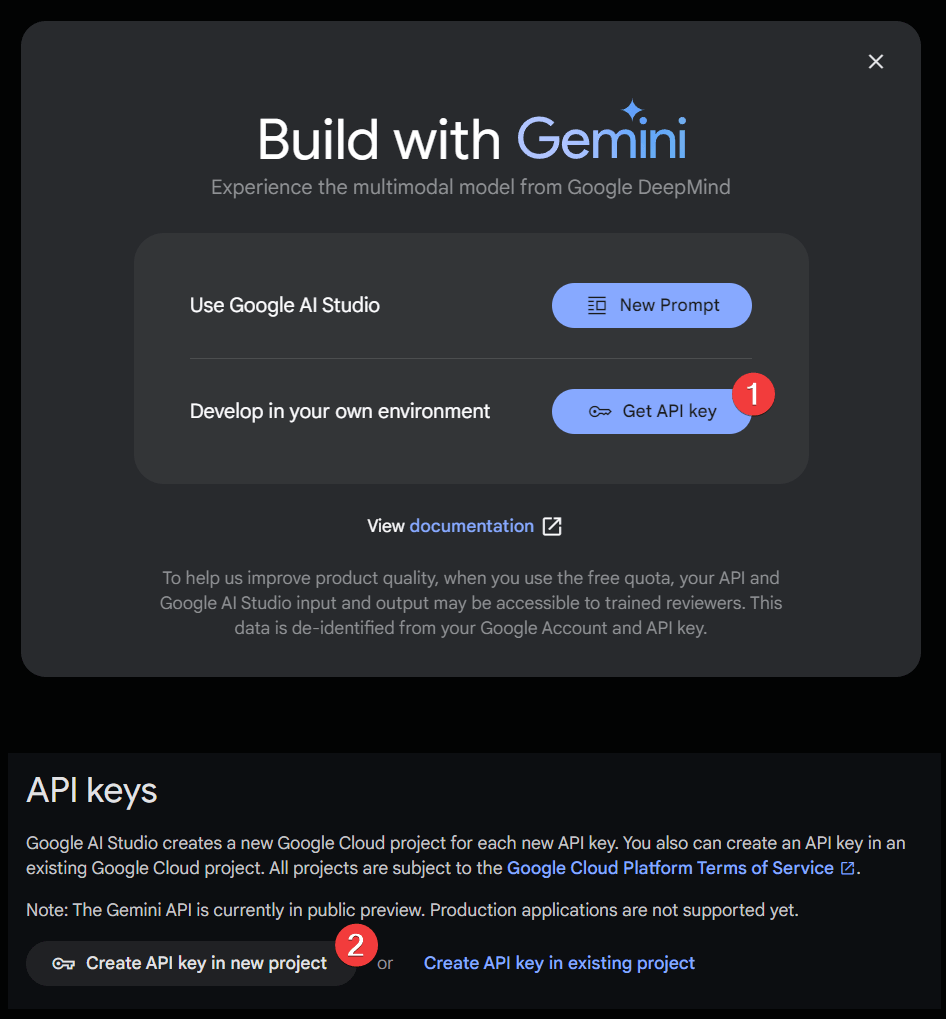 Build with Gemini
Experience the multimodal model from Google DeepMind
Use Google AI Studio
New Prompt
Develop in your own environment
Get API key
1
View documentation
To help us improve product quality, when you use the free quota, your API and
Google AI Studio input and output may be accessible to trained reviewers. This
data is de-identified from your Google Account and API key.
API keys
Google AI Studio creates a new Google Cloud project for each new API key. You also can create an API key in an
existing Google Cloud project. All projects are subject to the Google Cloud Platform Terms of Service.
Note: The Gemini API is currently in public preview. Production applications are not supported yet.
Create API key in new project
2
or
Create API key in existing project